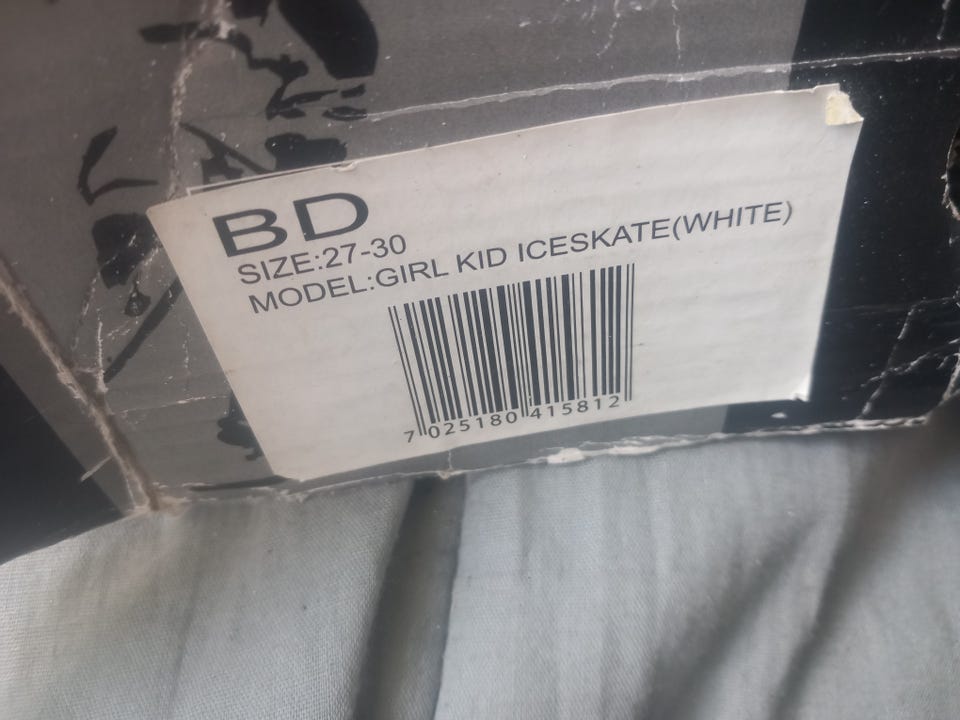 BD
SIZE:27-30
MODEL:GIRL KID ICESKATE(WHITE)
7 025180 415812